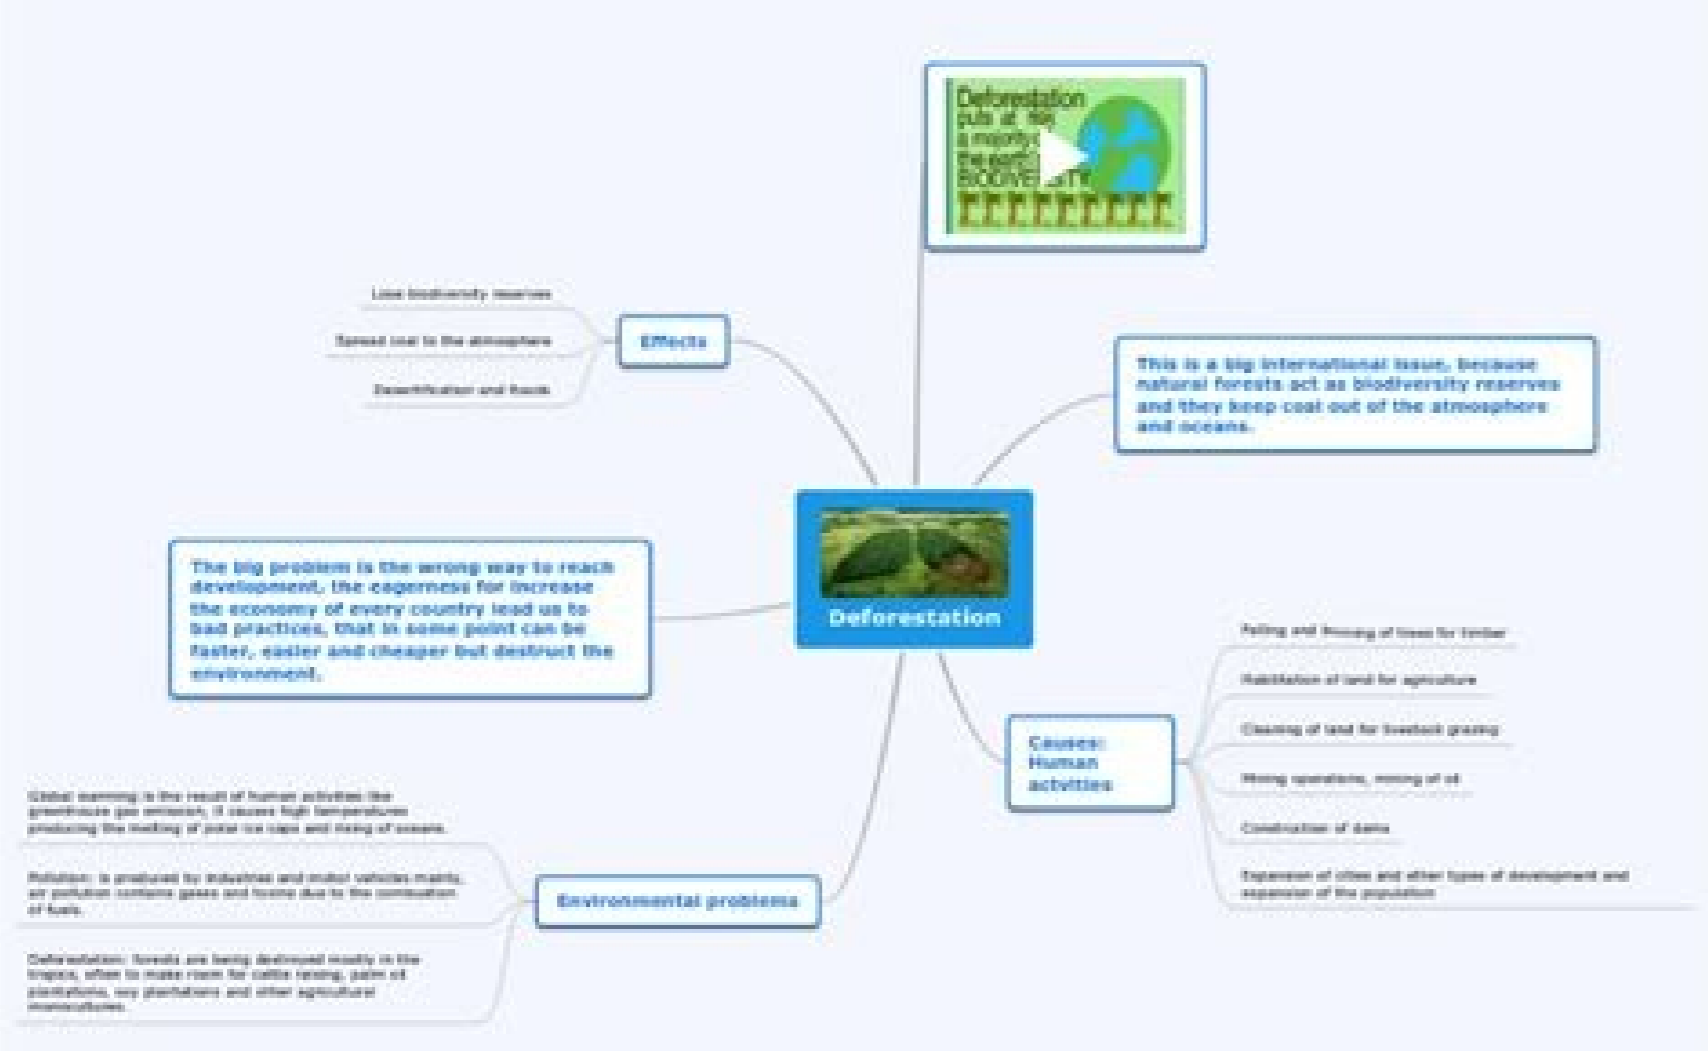 Deforestation
puts at risk
a majority
the earth
BIODIVERSITY
Lose biodiversity reserves
Effects
Spread coal to the atmosphere
Desertification and floods
This is a big international issue, because
natural forests act as biodiversity reserves
and they keep coal out of the atmosphere
and oceans.
The big problem is the wrong way to reach
development, the eagerness for increase
the economy of every country lead us to
bad practices, that in some point can be
faster, easier and cheaper but destruct the
environment.
Deforestation
Causes:
Human
actvities
Felling and of trees for timber
Habilitation of land for agriculture
Clearing of land for livestock grazing
Mining operations, mining of oil
Construction of dams
Expansion of cities and other types of development and
expansion of the population
Environmental problems
Global warming is the result of human activities like
greenhouse gas emission, it causes high temperatures
producing the melting of polar ice caps and rising of oceans.
Pollution: is produced by industries and motor vehicles mainly,
air pollution contains gases and toxins due to the combustion
of fuels.
Deforestation: forests are being destroyed mostly in the
tropics, often to make room for cattle raising, palm oil
plantations, soy plantations and other agricultural
monocultures.